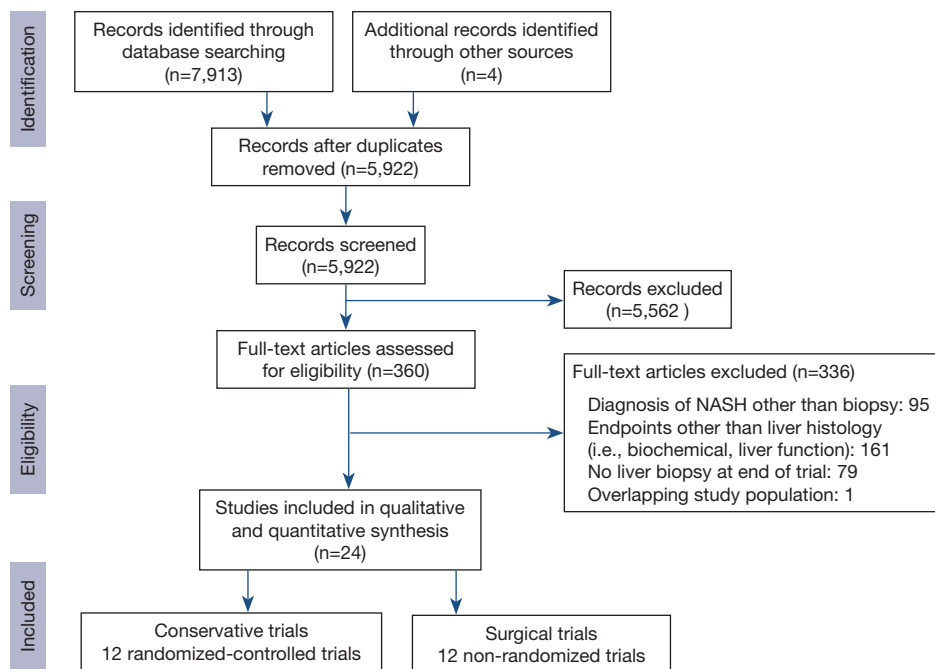 Identification
Records identified through
database searching
(n=7,913)
Additional records identified
through other sources
(n=4)
Records after duplicates
removed (n=5,922)
Screening
Records screened
(n=5,922)
Records excluded
(n=5,562 )
Full-text articles assessed
for eligibility (n=360)
Eligibility
Full-text articles excluded (n=336)
Diagnosis of NASH other than biopsy: 95
Endpoints other than liver histology
(i.e., biochemical, liver function): 161
No liver biopsy at end of trial: 79
Overlapping study population: 1
Studies included in qualitative
and quantitative synthesis
(n=24)
Included
Conservative trials
12 randomized-controlled trials
Surgical trials
12 non-randomized trials